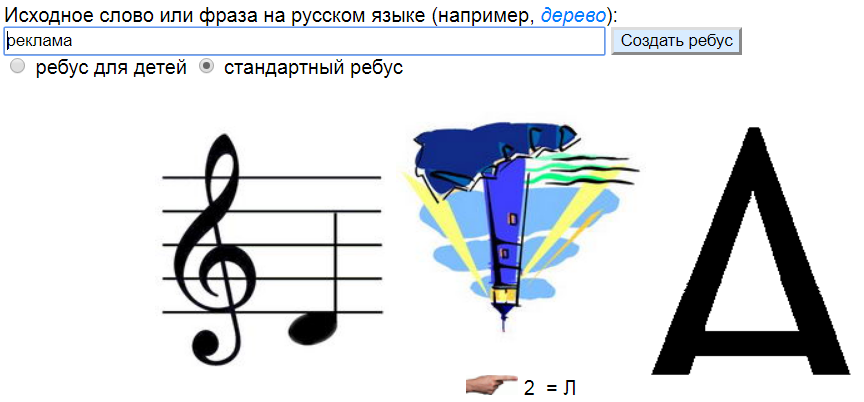 Исходное слово или фраза на русском языке (например, дерево):
реклама Создать ребус
ребус для детей стандартный ребус
А
2 = Л